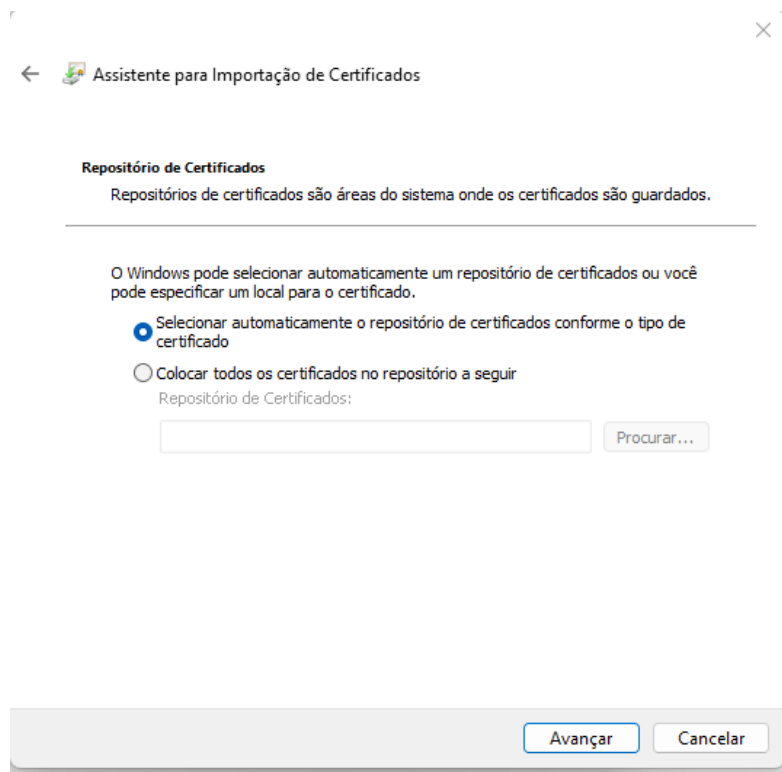 Assistente para Importação de Certificados
Repositório de Certificados
Repositórios de certificados são áreas do sistema onde os certificados são guardados.
O Windows pode selecionar automaticamente um repositório de certificados ou você
pode especificar um local para o certificado.
Selecionar automaticamente o repositório de certificados conforme o tipo de
certificado
Colocar todos os certificados no repositório a seguir
Repositório de Certificados:
Procurar...
Avançar
Cancelar